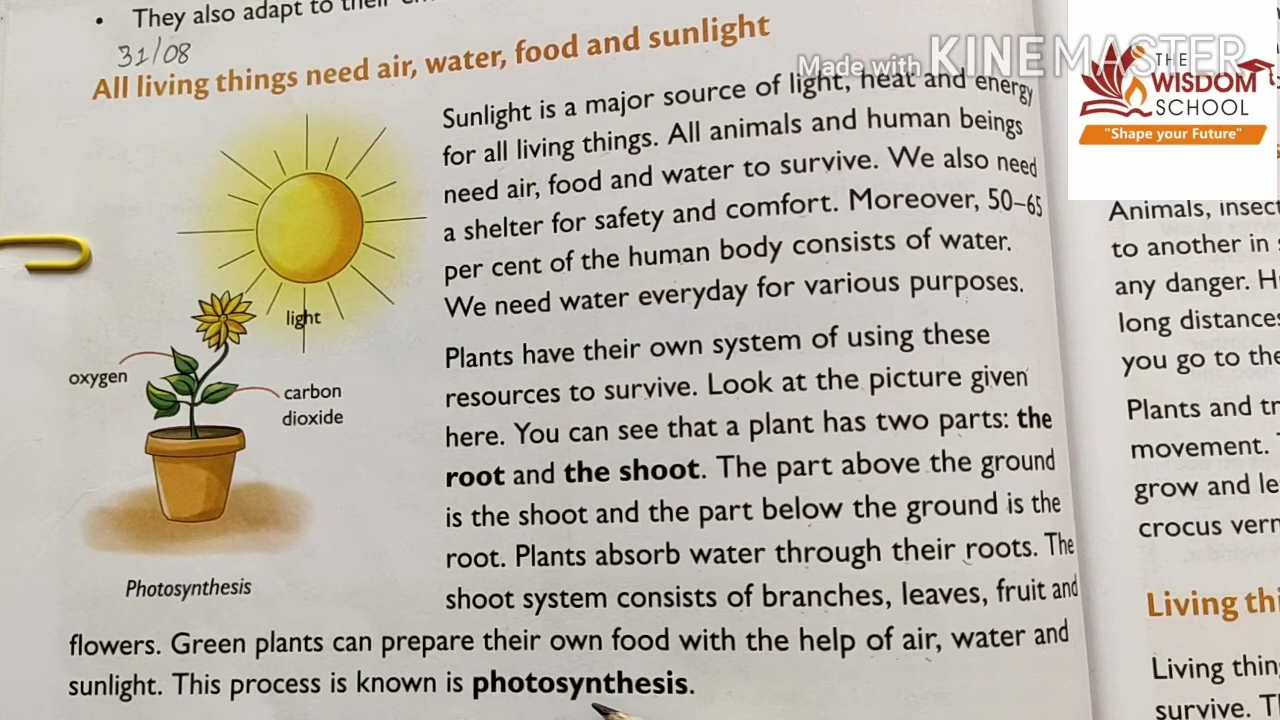 • They also adapt to their
31/08
All living things need air, water, food and sunlight
Made with KINEMASTER
THE
WISDOM
SCHOOL
"Shape your Future"
Sunlight is a major source of light, heat and energy
for all living things. All animals and human beings
need air, food and water to survive. We also need
a shelter for safety and comfort. Moreover, 50–65
per cent of the human body consists of water.
We need water everyday for various purposes.
light
oxygen
carbon
dioxide
Photosynthesis
Plants have their own system of using these
resources to survive. Look at the picture given
here. You can see that a plant has two parts: the
root and the shoot. The part above the ground
is the shoot and the part below the ground is the
root. Plants absorb water through their roots. The
shoot system consists of branches, leaves, fruit and
flowers. Green plants can prepare their own food with the help of air, water and
sunlight. This process is known is photosynthesis.
Animals, insect
to another in
any danger. H
long distances
you go to the
Plants and tr
movement.
grow and le
crocus vern
Living thi
Living thin
survive. T